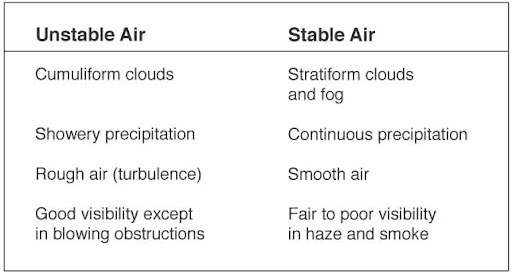 Unstable Air
Stable Air
Cumuliform clouds
Stratiform clouds
and fog
Showery precipitation
Continuous precipitation
Rough air (turbulence)
Smooth air
Good visibility except
in blowing obstructions
Fair to poor visibility
in haze and smoke